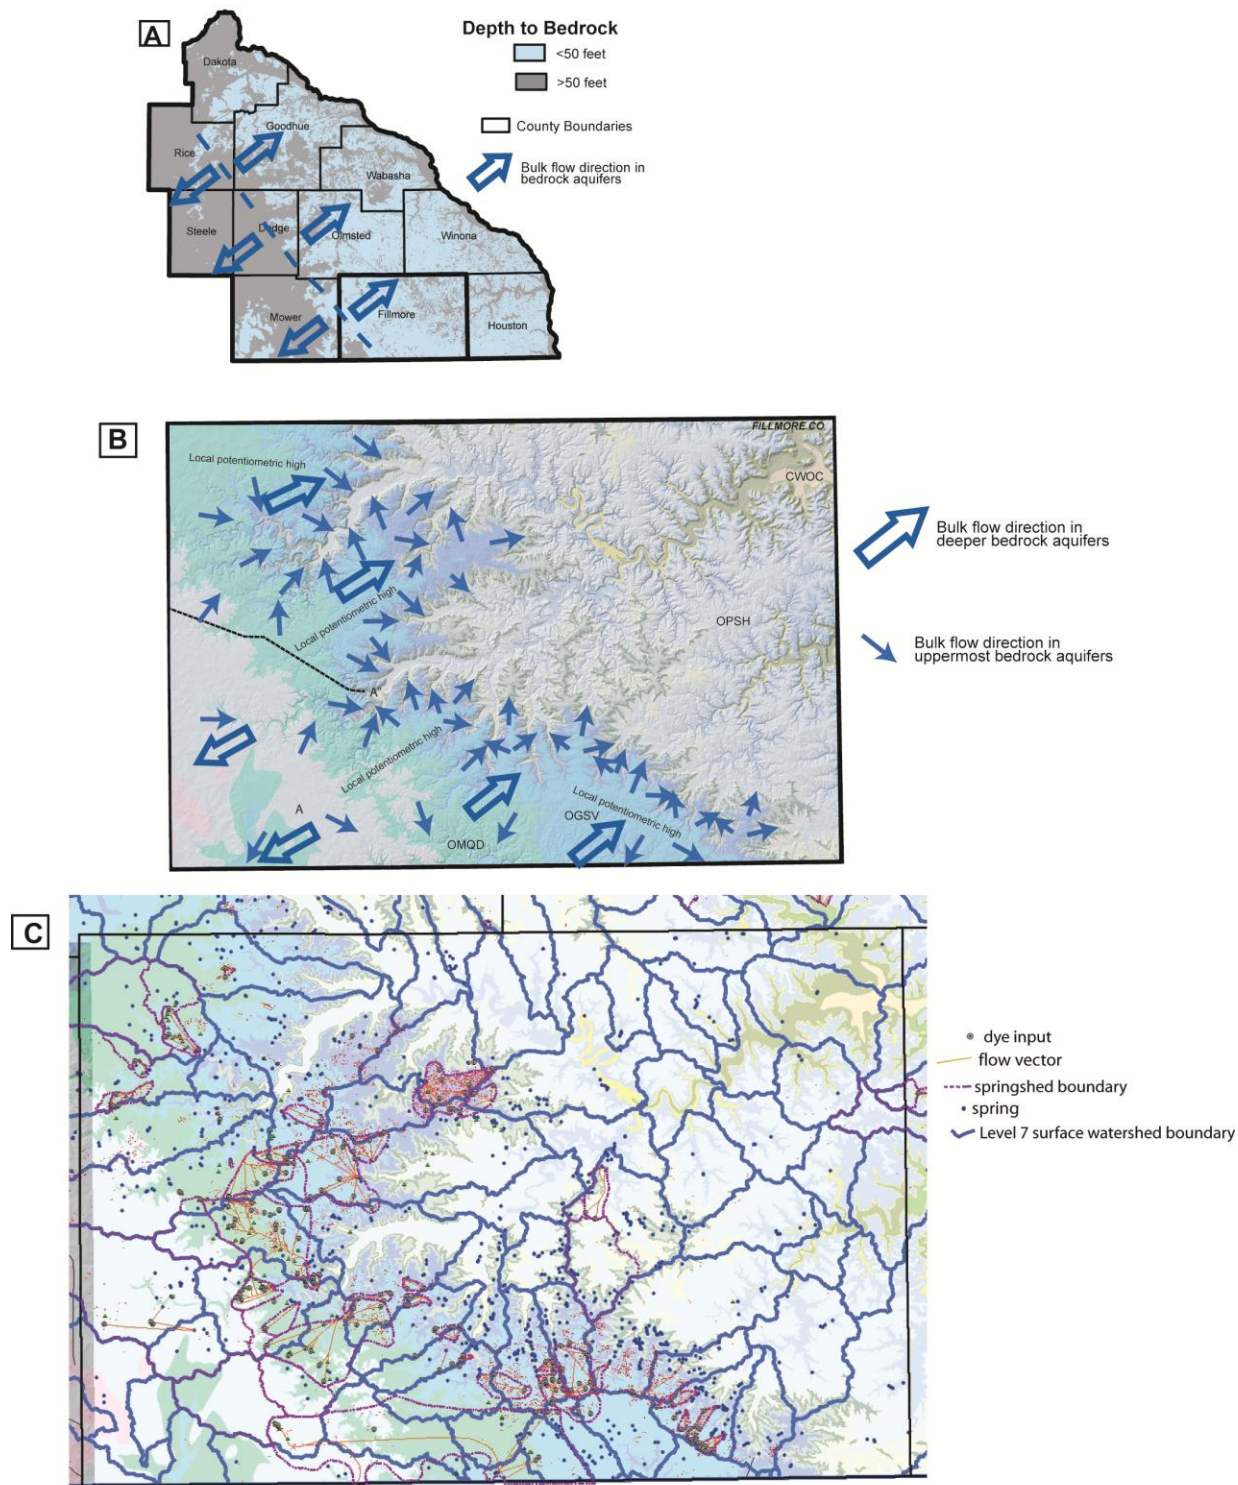 A
Depth to Bedrock
<50 feet
>50 feet
County Boundaries
Bulk flow direction in
bedrock aquifers
Dakota
Goodhue
Rice
Wabasha
Steele
Dodge
Olmsted
Winona
Mower
Fillmore
Houston
B
FILLMORE CO
Local potentiometric high
CWOC
Bulk flow direction in
deeper bedrock aquifers
Local potentiometric high
OPSH
Bulk flow direction in
uppermost bedrock aquifers
A"
Local potentiometric high
A
Local potentiometric high
OGSV
OMQD
C
dye input
flow vector
springshed boundary
spring
Level 7 surface watershed boundary